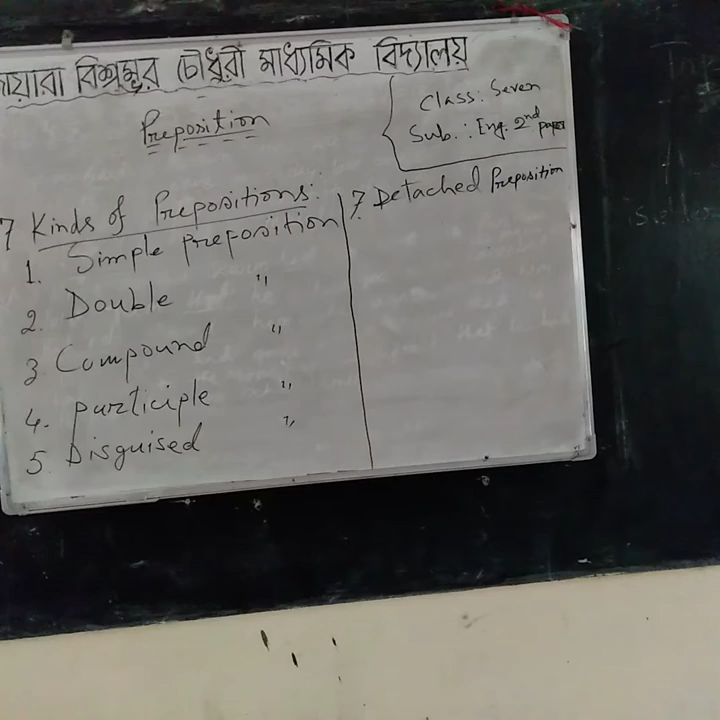 বিশ্বম্ভর চৌধুরী মাধ্যমিক বিদ্যালয়
Preposition
Class: Seven
Sub.: Eng. 2nd paper
7 Kinds of Prepositions:
1. Simple preposition
2. Double "
3 Compound "
4. participle "
5. Disguised "
7. Detached Preposition